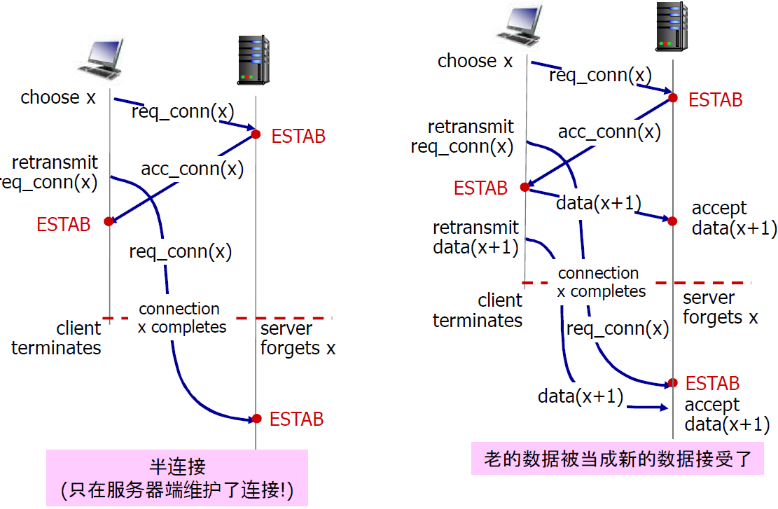 choose x
req_conn(x)
ESTAB
retransmit
req_conn(x)
acc_conn(x)
ESTAB
req_conn(x)
connection
x completes
client
terminates
server
forgets x
ESTAB
半连接
(只在服务器端维护了连接!)
choose x
req_conn(x)
ESTAB
retransmit
req_conn(x)
acc_conn(x)
ESTAB
data(x+1)
accept
data(x+1)
retransmit
data(x+1)
connection
x completes
client
terminates
server
forgets x
req_conn(x)
ESTAB
data(x+1)
accept
data(x+1)
老的数据被当成新的数据接受了